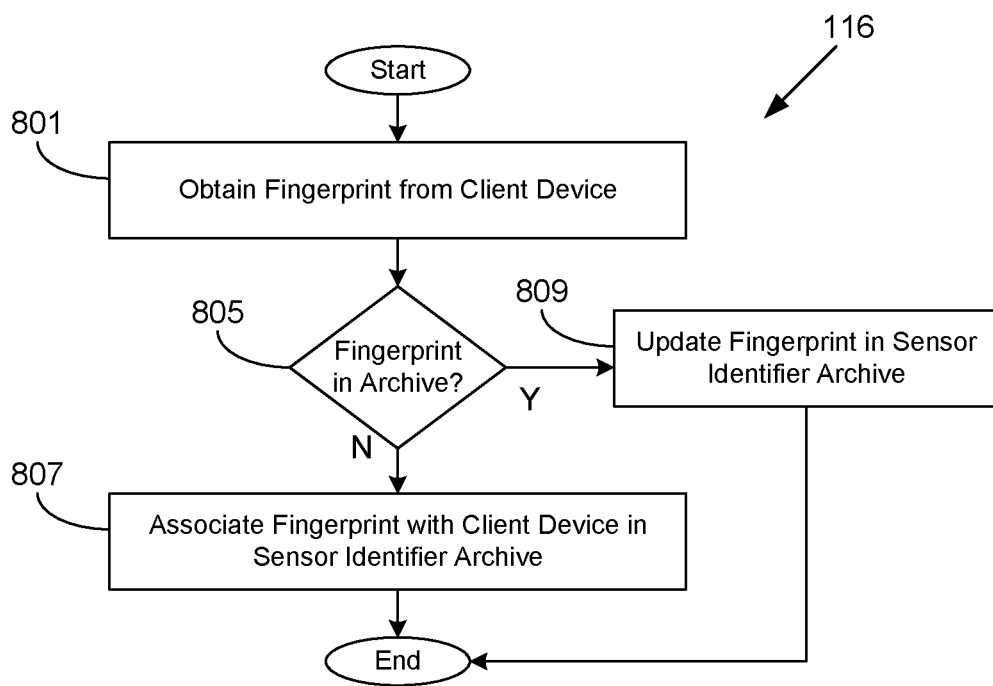 116
Start
801
Obtain Fingerprint from Client Device
805
Fingerprint
in Archive?
Y
N
809
Update Fingerprint in Sensor
Identifier Archive
807
Associate Fingerprint with Client Device in
Sensor Identifier Archive
End